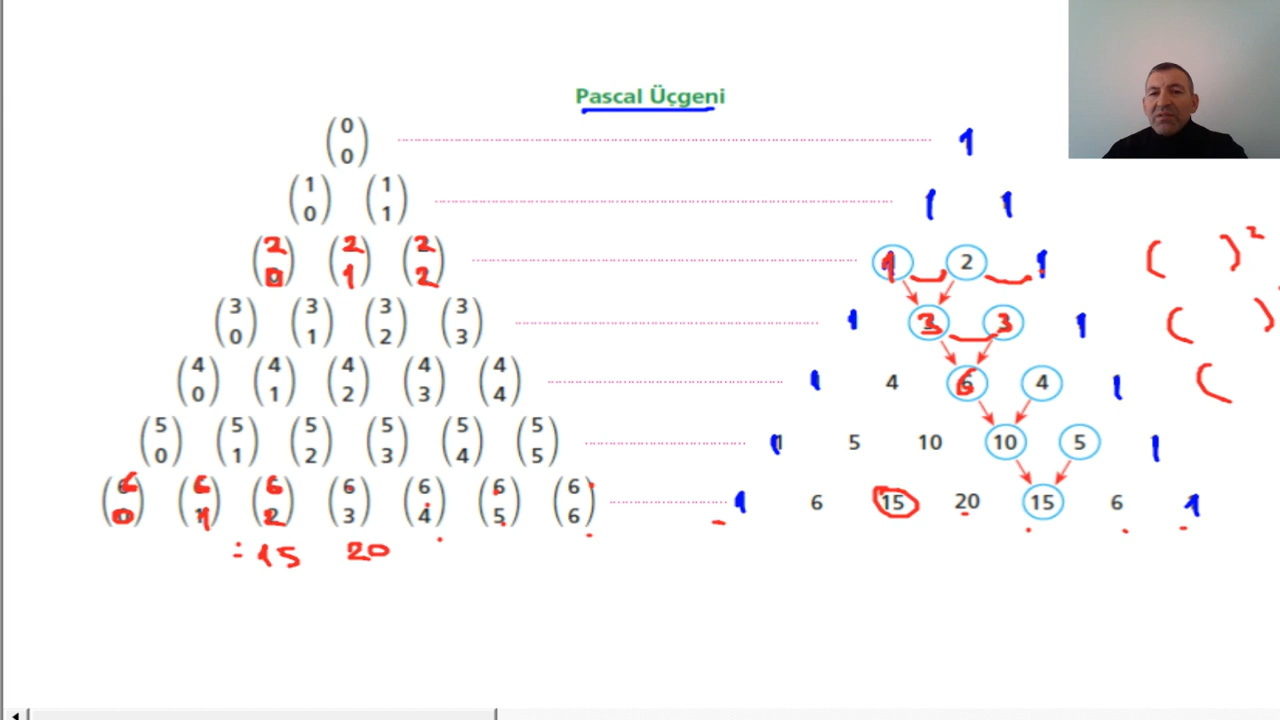 Pascal Üçgeni
(0 0) 1
(1 0) (1 1) 1 1
(2 0) (2 1) (2 2) 1 2 1 ( )²
(3 0) (3 1) (3 2) (3 3) 1 3 3 1 ( )
(4 0) (4 1) (4 2) (4 3) (4 4) 1 4 6 4 1 (
(5 0) (5 1) (5 2) (5 3) (5 4) (5 5) 1 5 10 10 5 1
(6 0) (6 1) (6 2) (6 3) (6 4) (6 5) (6 6) 1 6 15 20 15 6 1
= 15 20